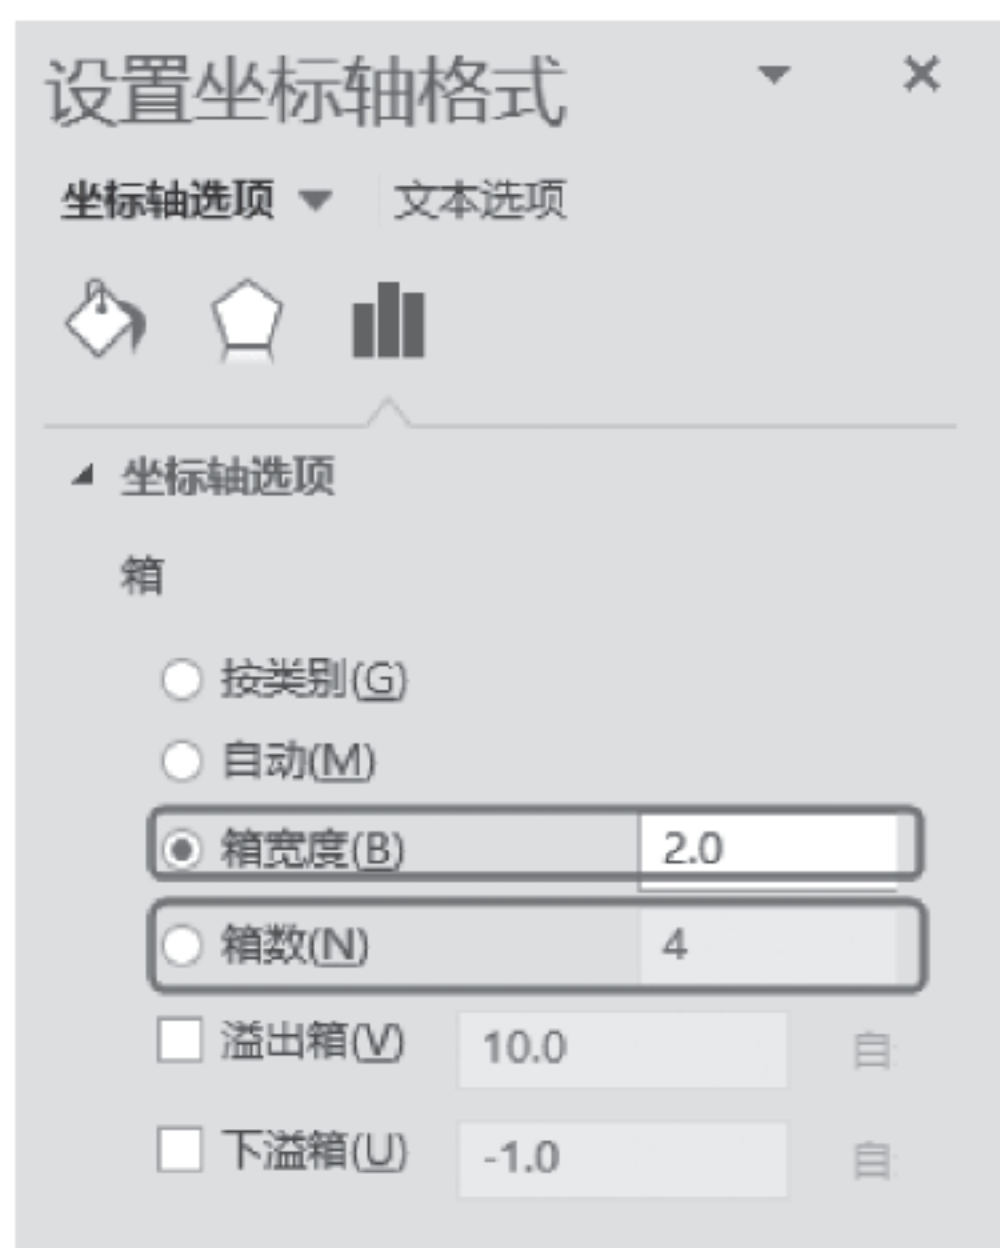 设置坐标轴格式
坐标轴选项 文本选项
坐标轴选项
箱
按类别(G)
自动(M)
箱宽度(B) 2.0
箱数(N) 4
溢出箱(V) 10.0 自
下溢箱(U) -1.0 自